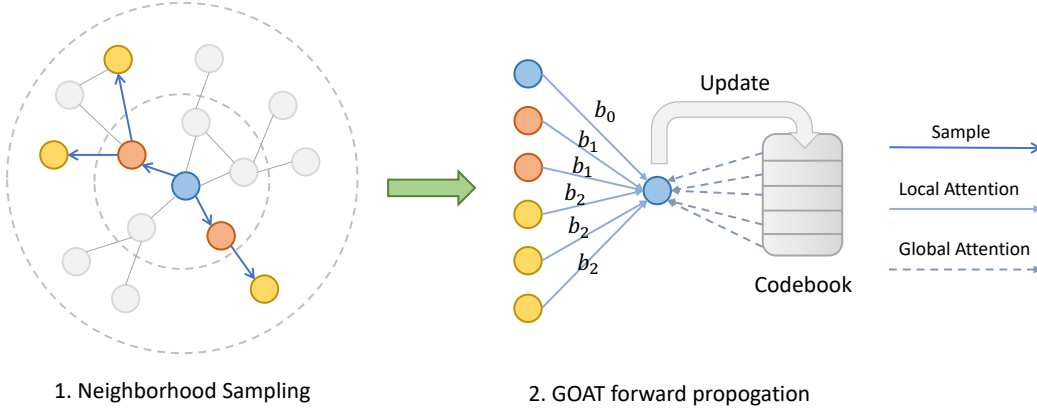 Update
b₀
b₁
b₁
b₂
b₂
b₂
Codebook
Sample
Local Attention
Global Attention
1. Neighborhood Sampling
2. GOAT forward propogation